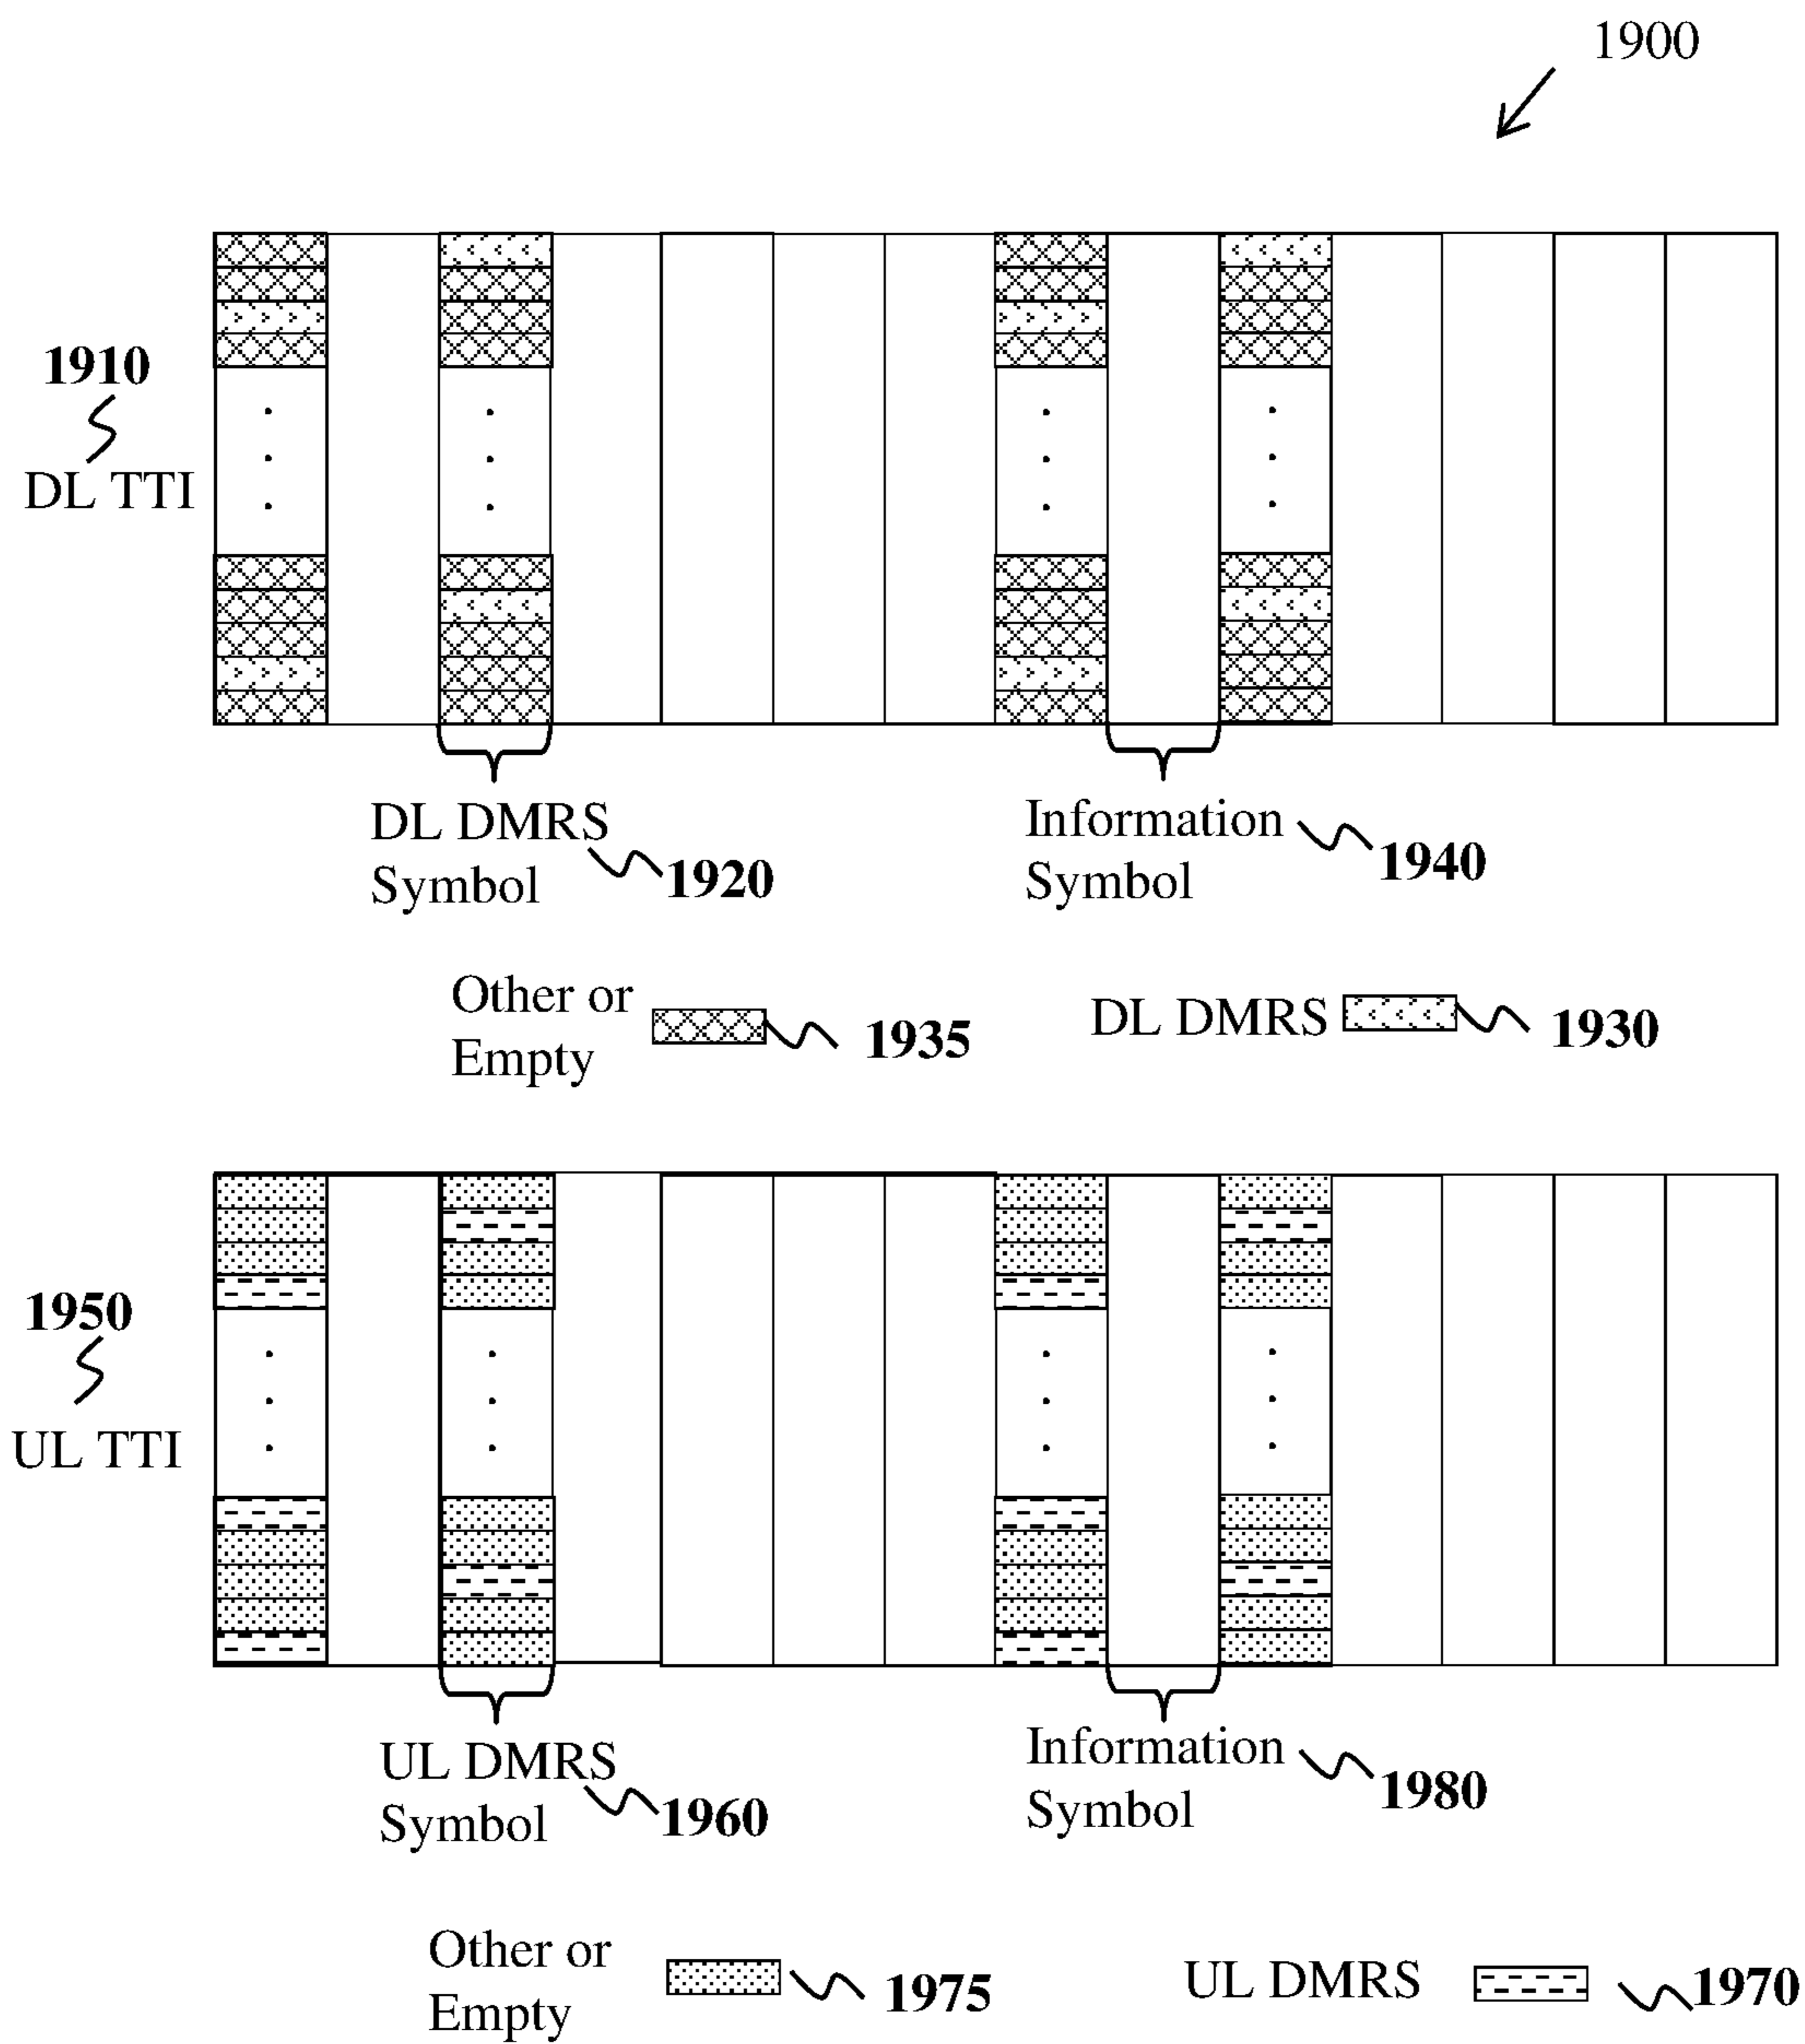 1900
1910
DL TTI
DL DMRS
Symbol
1920
Information
Symbol
1940
Other or
Empty
1935
DL DMRS
1930
1950
UL TTI
UL DMRS
Symbol
1960
Information
Symbol
1980
Other or
Empty
1975
UL DMRS
1970